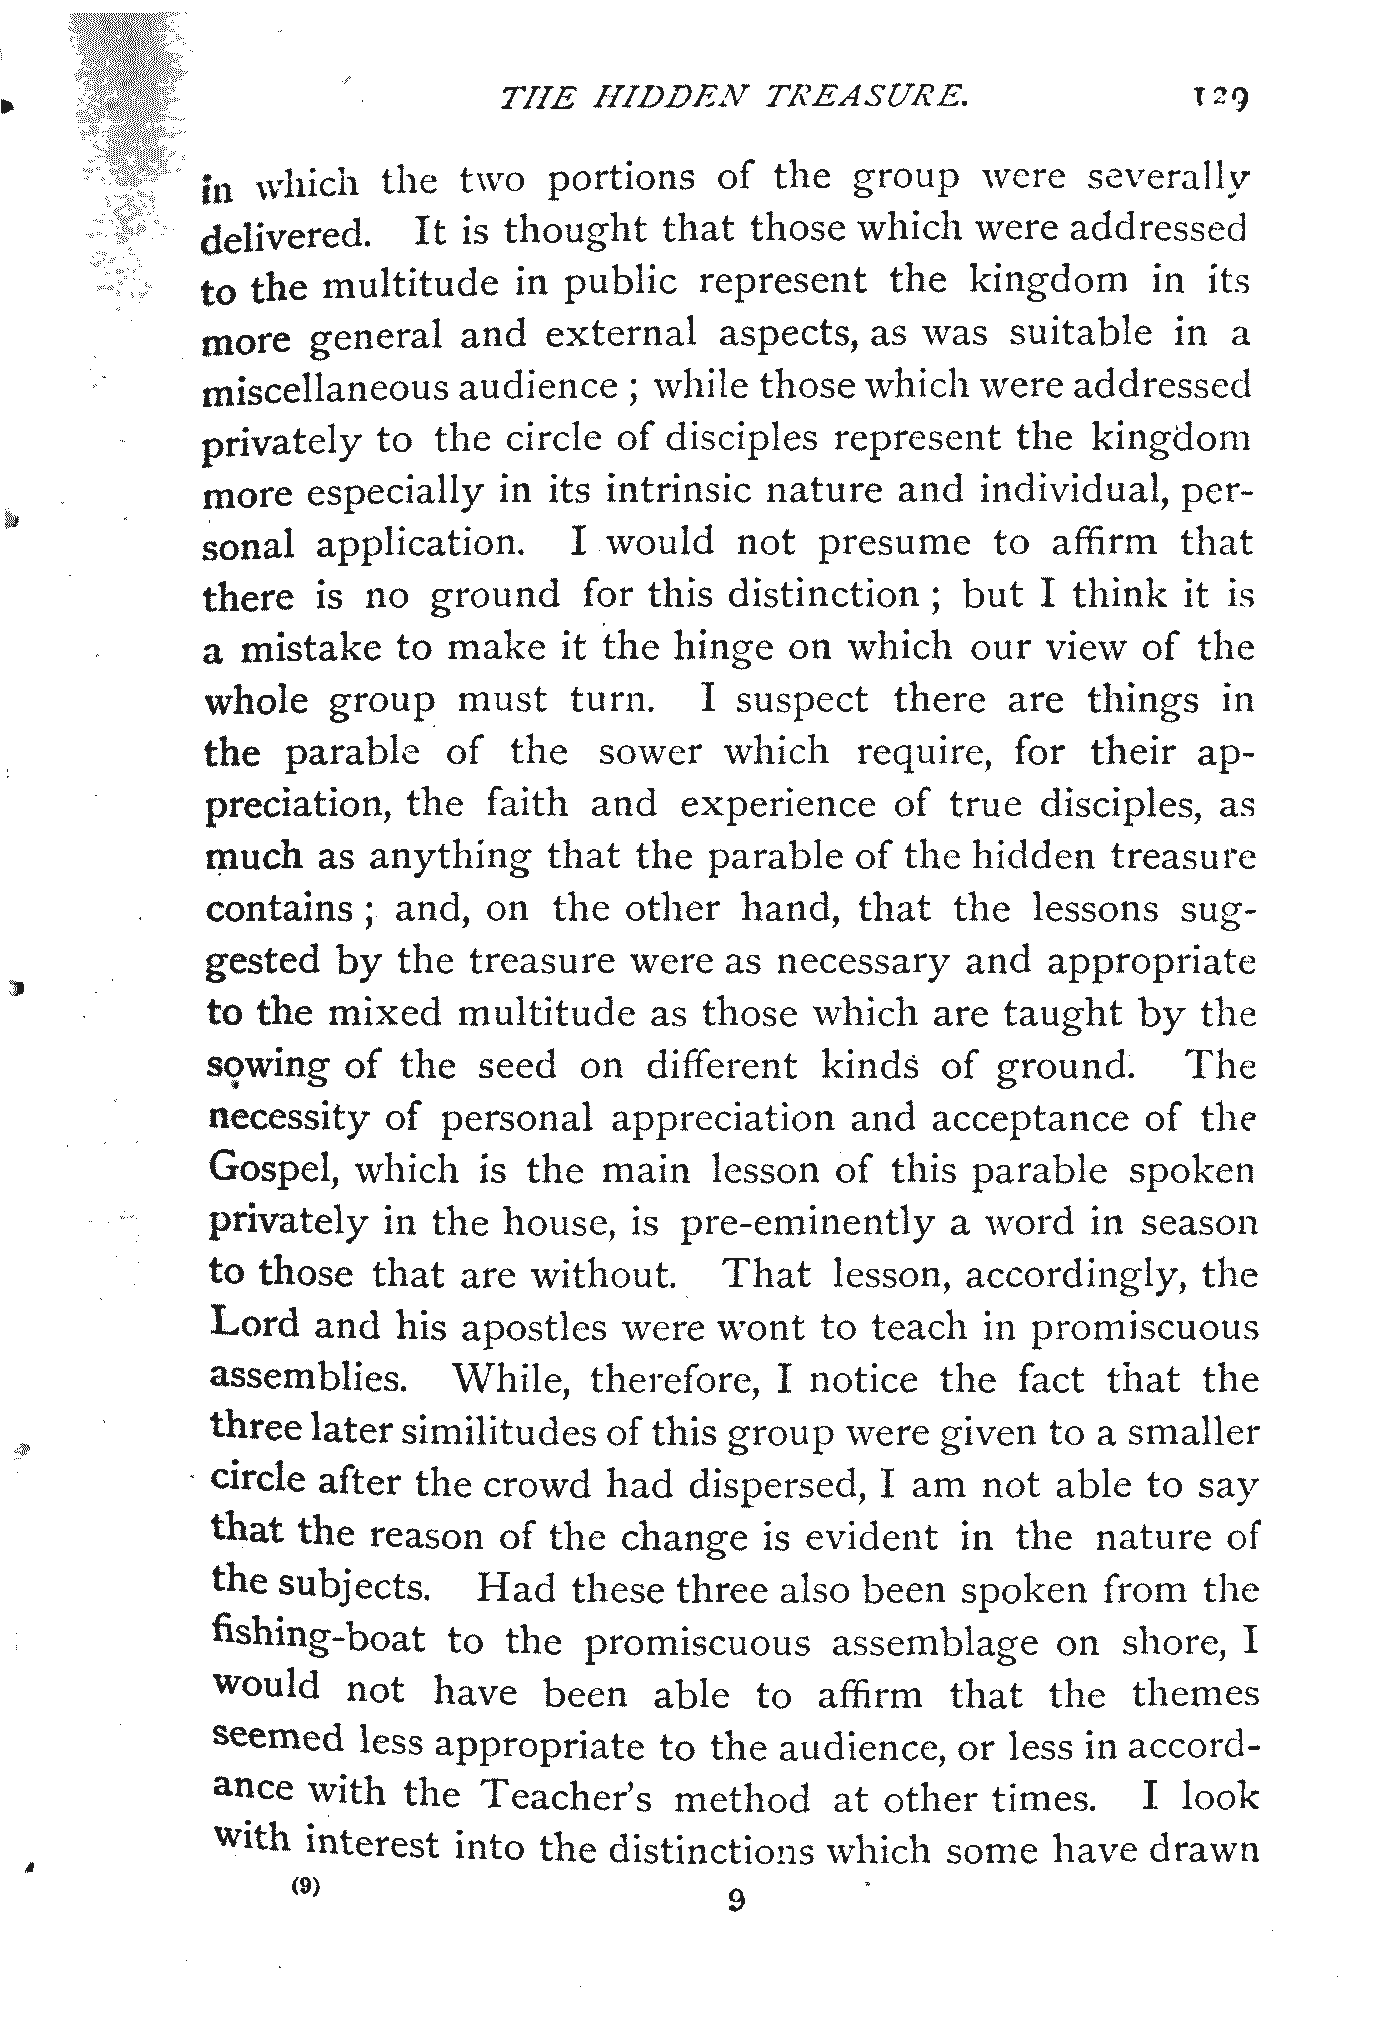 THE HIDDEN TREASURE. 129
in which the two portions of the group were severally
delivered. It is thought that those which were addressed
to the multitude in public represent the kingdom in its
more general and external aspects, as was suitable in a
miscellaneous audience ; while those which were addressed
privately to the circle of disciples represent the kingdom
more especially in its intrinsic nature and individual, per-
sonal application. I would not presume to affirm that
there is no ground for this distinction ; but I think it is
a mistake to make it the hinge on which our view of the
whole group must turn. I suspect there are things in
the parable of the sower which require, for their ap-
preciation, the faith and experience of true disciples, as
much as anything that the parable of the hidden treasure
contains ; and, on the other hand, that the lessons sug-
gested by the treasure were as necessary and appropriate
to the mixed multitude as those which are taught by the
sowing of the seed on different kinds of ground. The
necessity of personal appreciation and acceptance of the
Gospel, which is the main lesson of this parable spoken
privately in the house, is pre-eminently a word in season
to those that are without. That lesson, accordingly, the
Lord and his apostles were wont to teach in promiscuous
assemblies. While, therefore, I notice the fact that the
three later similitudes of this group were given to a smaller
circle after the crowd had dispersed, I am not able to say
that the reason of the change is evident in the nature of
the subjects. Had these three also been spoken from the
fishing-boat to the promiscuous assemblage on shore, I
would not have been able to affirm that the themes
seemed less appropriate to the audience, or less in accord-
ance with the Teacher's method at other times. I look
with interest into the distinctions which some have drawn
(9) 9